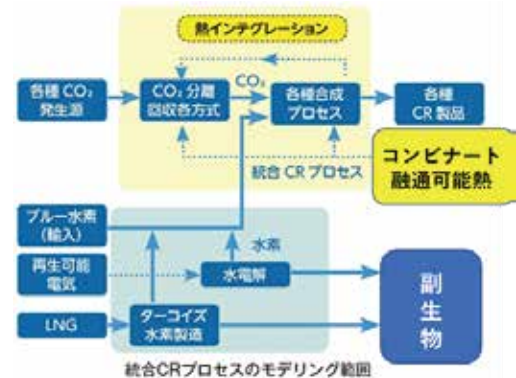 熱インテグレーション
各種CO₂
発生源
CO₂分離
回収各方式
CO₂
各種合成
プロセス
各種
CR製品
統合CRプロセス
コンビナート
融通可能熱
ブルー水素
(輸入)
水素
再生可能
電気
水電解
副生物
LNG
ターコイズ
水素製造
統合CRプロセスのモデリング範囲